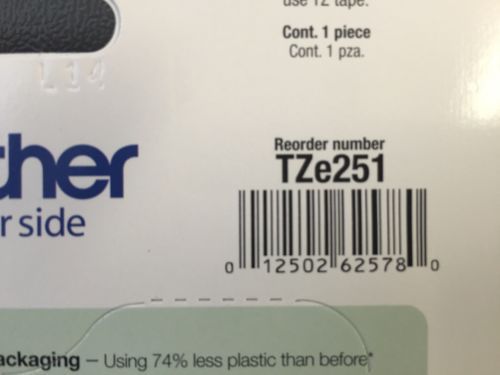 use TZ tape.
Cont. 1 piece
Cont. 1 pza.
L14
ther
r side
Reorder number
TZe251
0 12502 62578 0
ackaging – Using 74% less plastic than before*